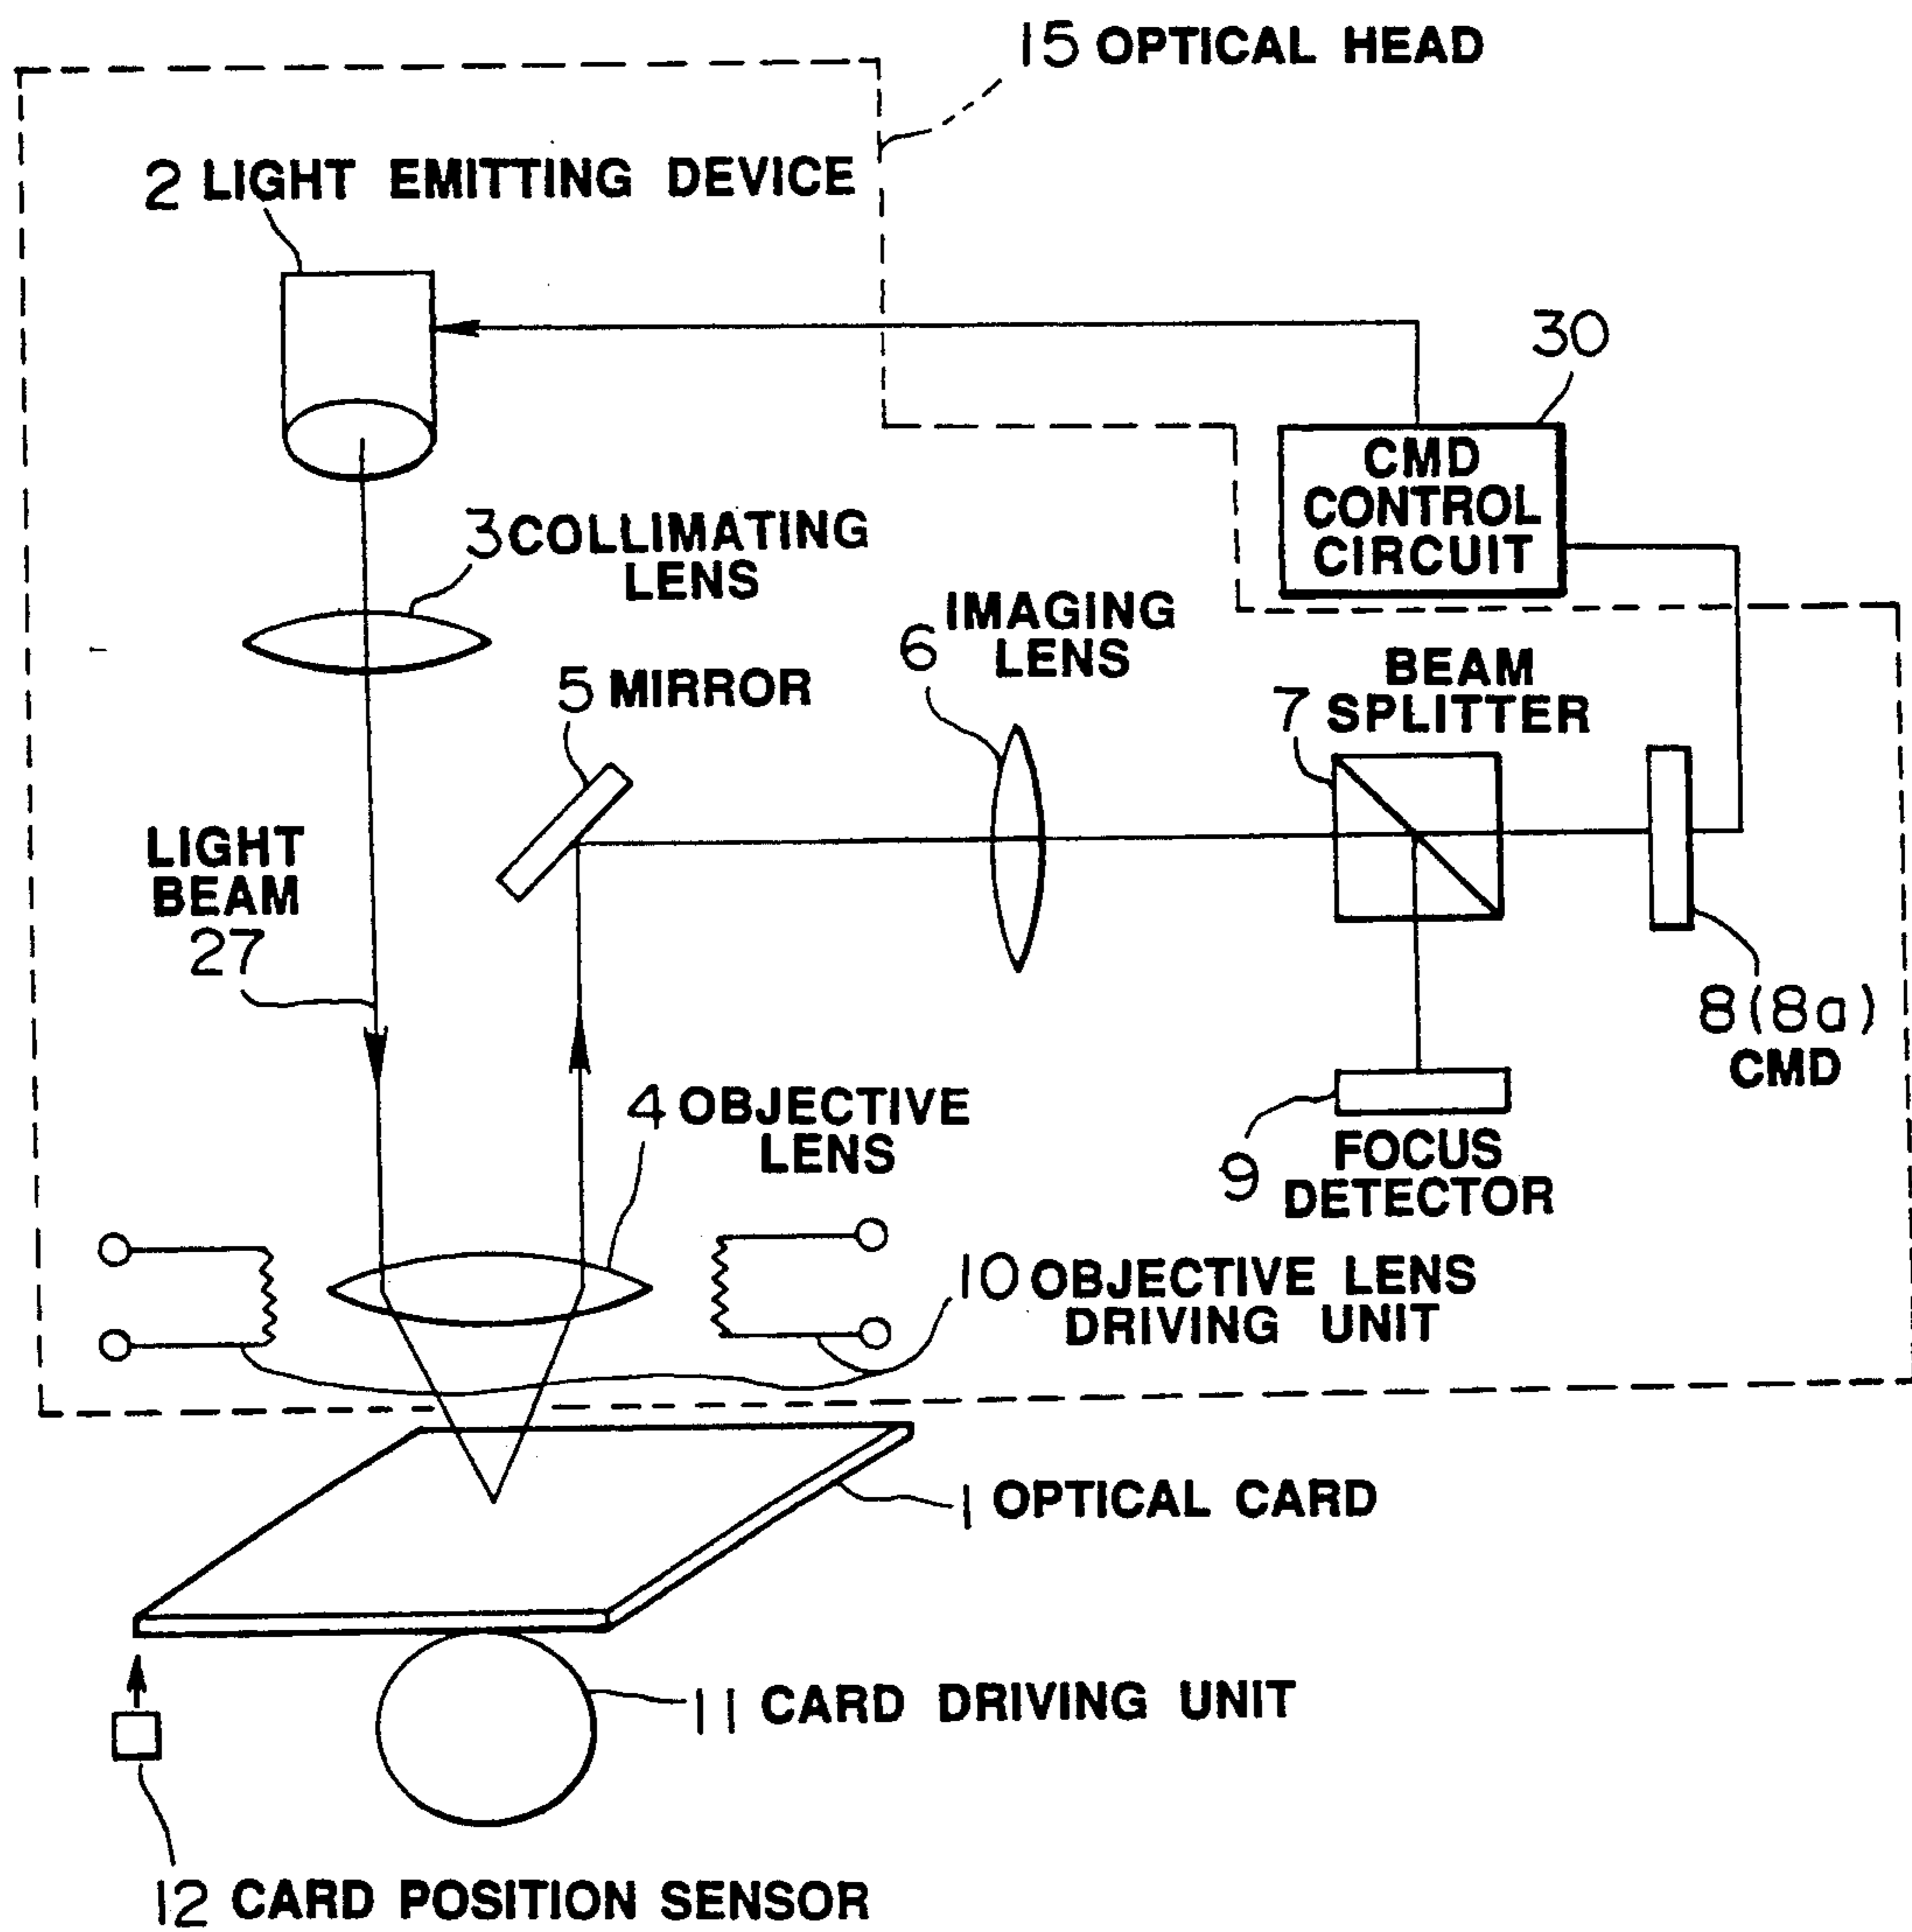 15 OPTICAL HEAD
2 LIGHT EMITTING DEVICE
30
CMD
CONTROL
CIRCUIT
3 COLLIMATING
LENS
6 IMAGING
LENS
5 MIRROR
BEAM
7 SPLITTER
LIGHT
BEAM
27
8(8a)
CMD
4 OBJECTIVE
LENS
9 FOCUS
DETECTOR
10 OBJECTIVE LENS
DRIVING UNIT
1 OPTICAL CARD
11 CARD DRIVING UNIT
12 CARD POSITION SENSOR